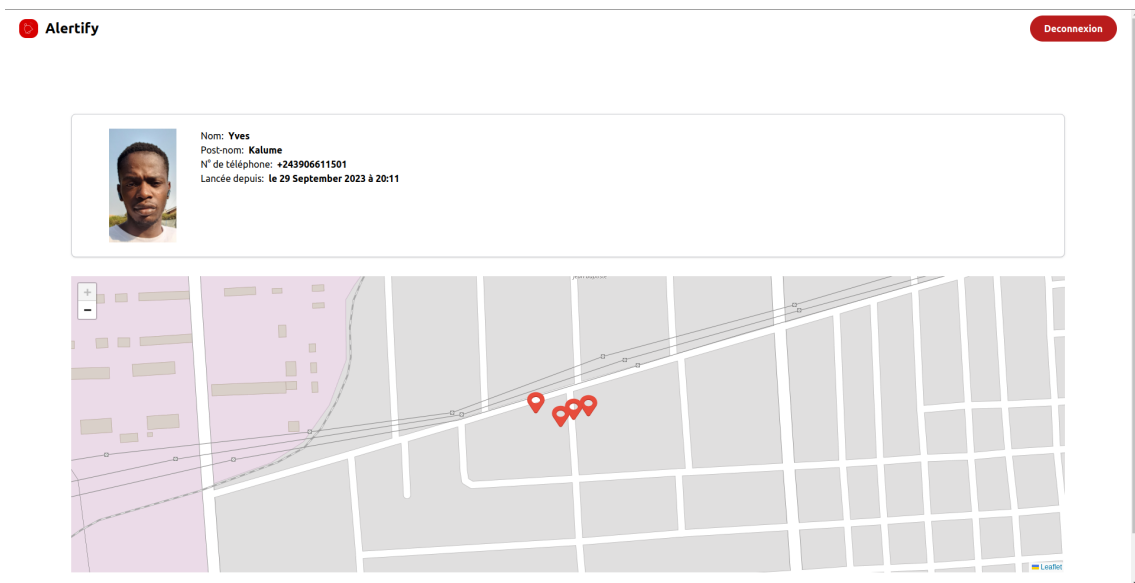 Alertify
Deconnexion
Nom: Yves
Post-nom: Kalume
N° de téléphone: +243906611501
Lancée depuis: le 29 September 2023 à 20:11
+
−
Leaflet